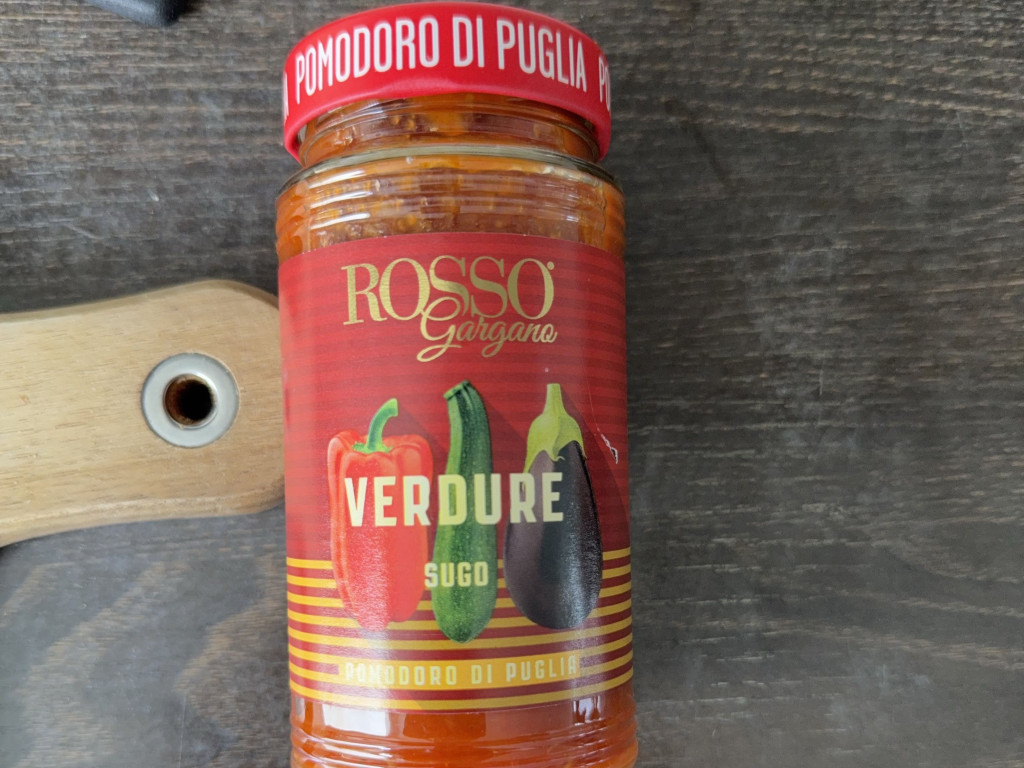 POMODORO DI PUGLIA
ROSSO
Gargano
VERDURE
SUGO
POMODORO DI PUGLIA